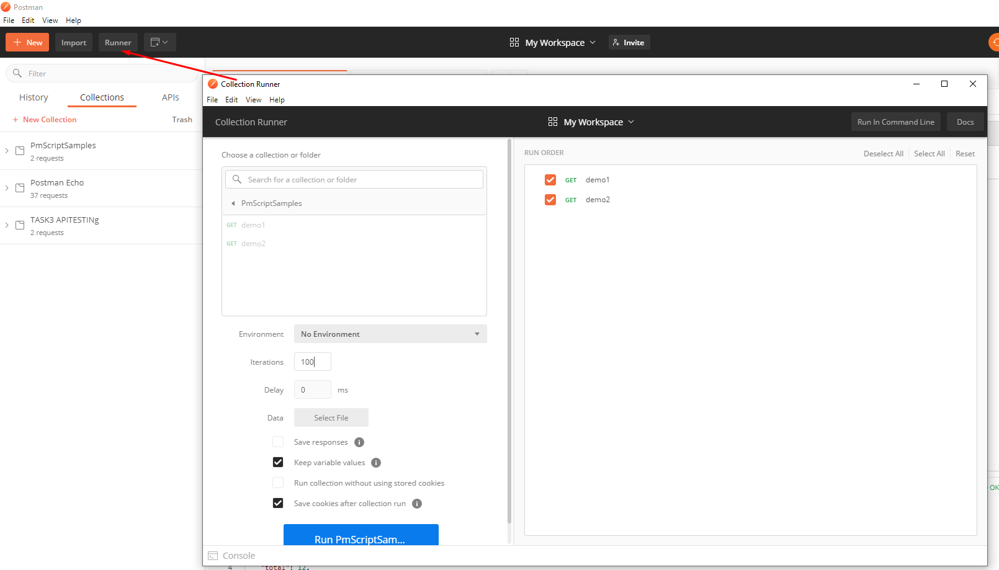 Postman
File Edit View Help
+ New Import Runner My Workspace Invite
Filter
History Collections APIs
+ New Collection Trash
PmScriptSamples
2 requests
Postman Echo
37 requests
TASK3 APITESTINg
2 requests
Collection Runner
File Edit View Help
Collection Runner My Workspace Run In Command Line Docs
Choose a collection or folder
Search for a collection or folder
PmScriptSamples
GET demo1
GET demo2
Environment No Environment
Iterations 100
Delay 0 ms
Data Select File
Save responses i
Keep variable values i
Run collection without using stored cookies
Save cookies after collection run i
Run PmScriptSam...
RUN ORDER Deselect All Select All Reset
GET demo1
GET demo2
Console
OK
4 "total": 12,